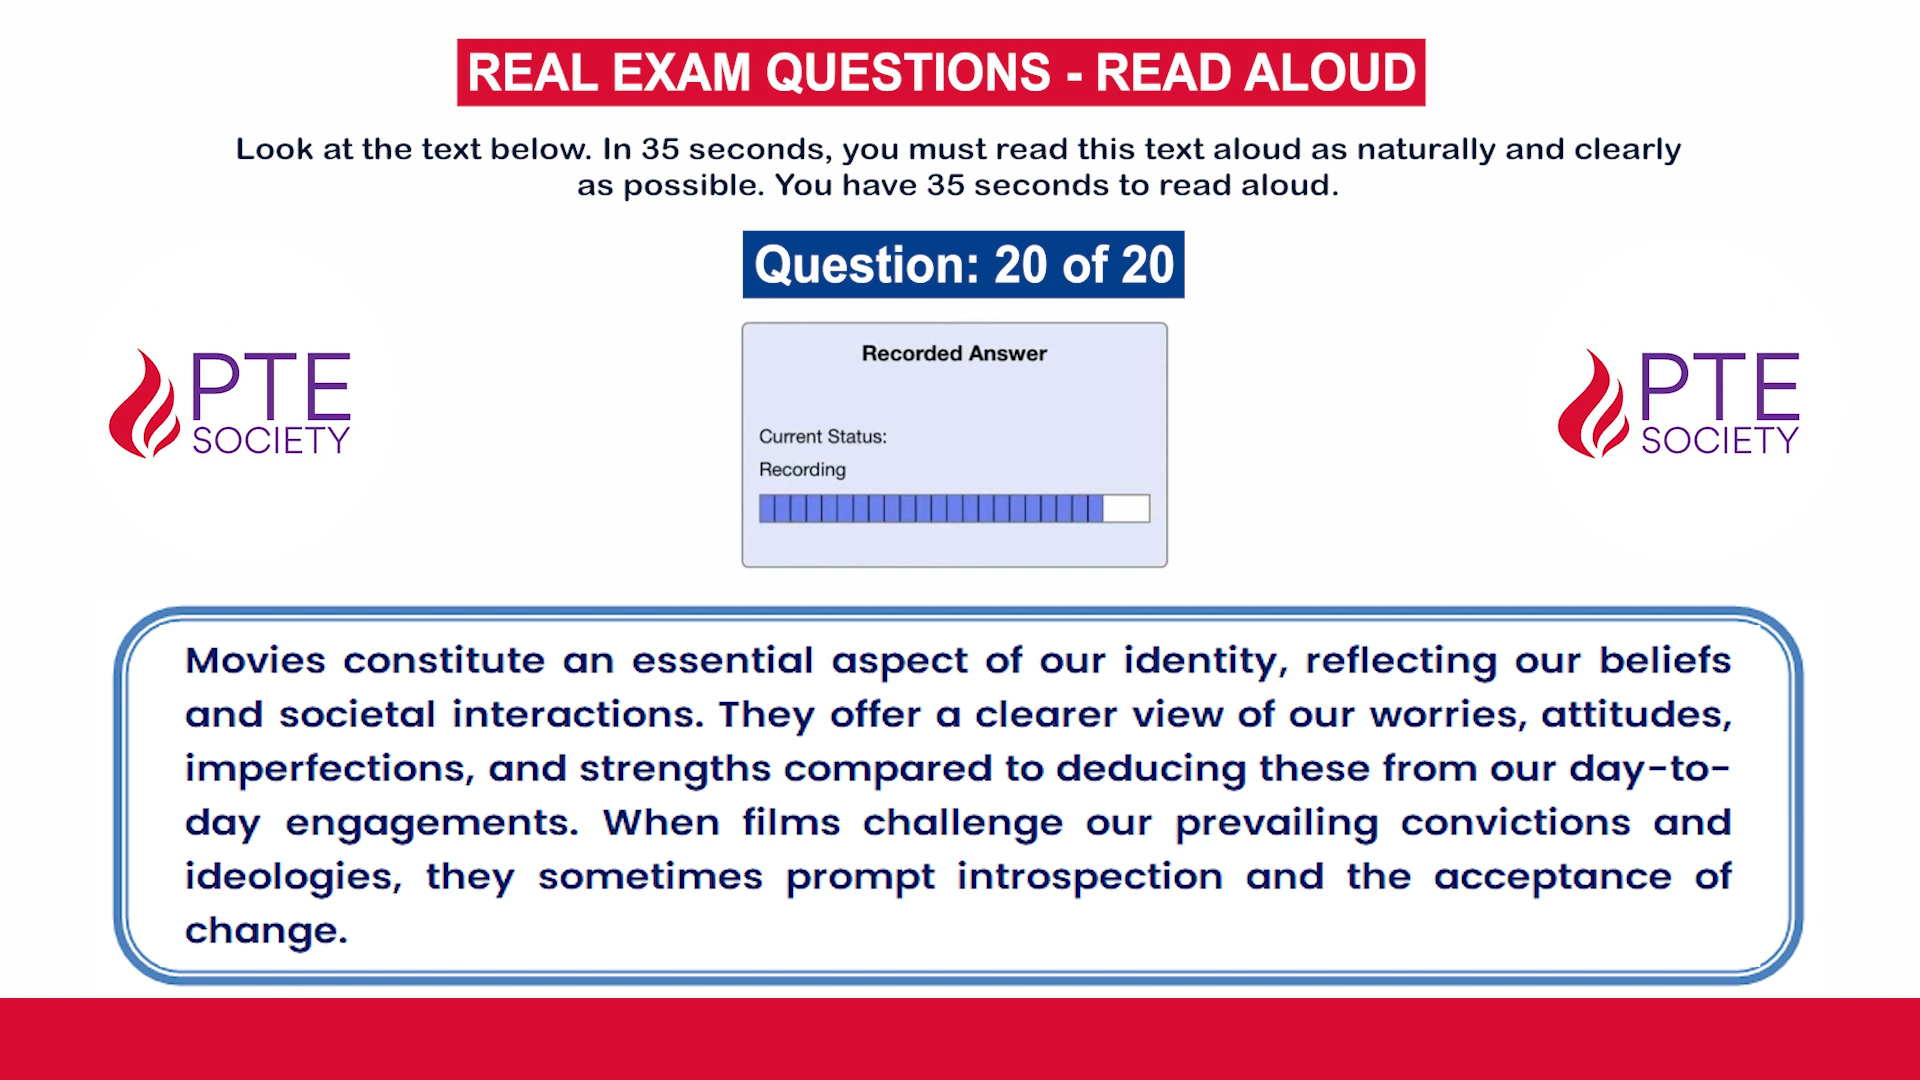 REAL EXAM QUESTIONS - READ ALOUD
Look at the text below. In 35 seconds, you must read this text aloud as naturally and clearly
as possible. You have 35 seconds to read aloud.
Question: 20 of 20
Recorded Answer
Current Status:
Recording
PTE
SOCIETY
PTE
SOCIETY
Movies constitute an essential aspect of our identity, reflecting our beliefs
and societal interactions. They offer a clearer view of our worries, attitudes,
imperfections, and strengths compared to deducing these from our day-to-
day engagements. When films challenge our prevailing convictions and
ideologies, they sometimes prompt introspection and the acceptance of
change.